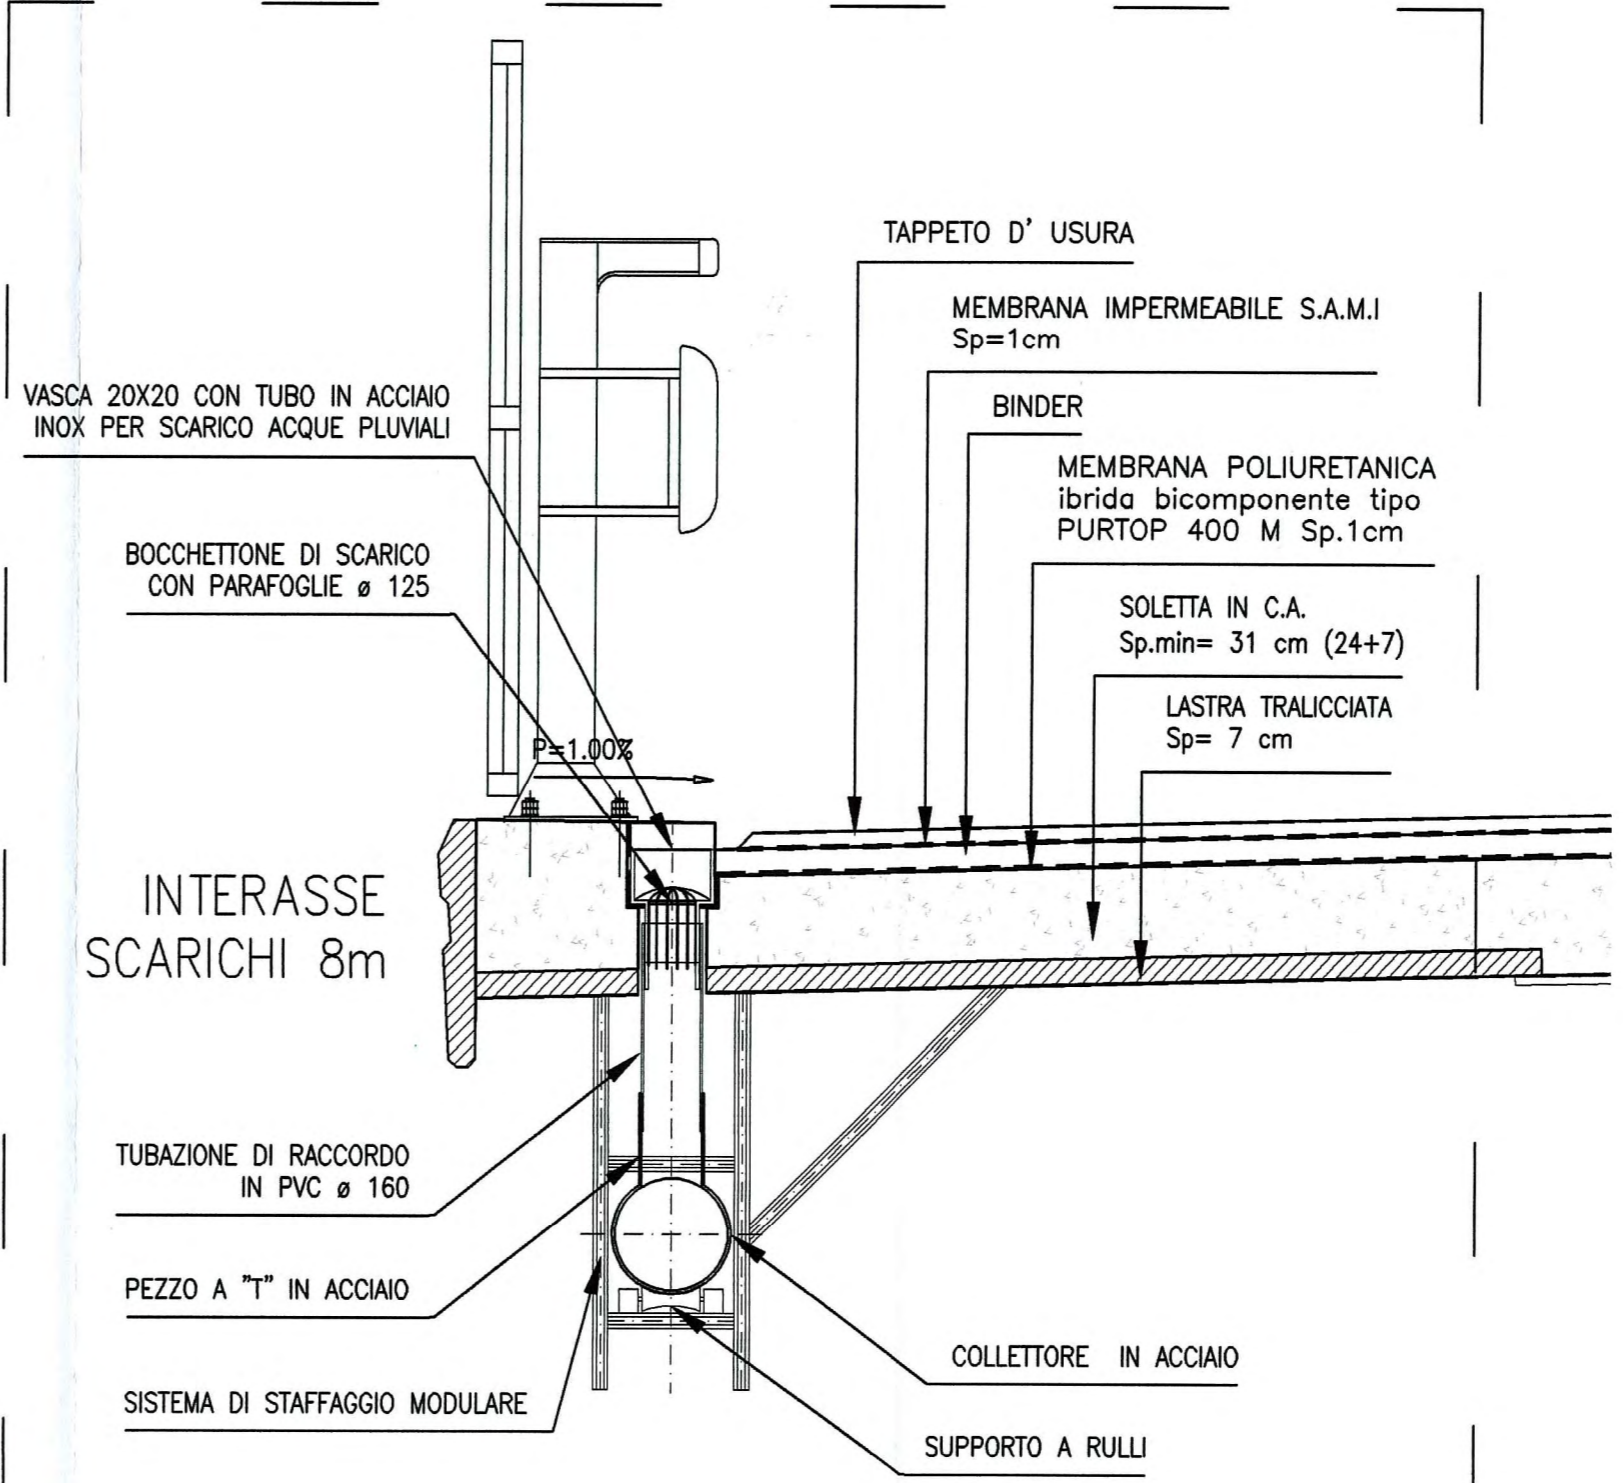 TAPPETO D' USURA
MEMBRANA IMPERMEABILE S.A.M.I
Sp=1cm
VASCA 20X20 CON TUBO IN ACCIAIO
INOX PER SCARICO ACQUE PLUVIALI
BINDER
MEMBRANA POLIURETANICA
ibrida bicomponente tipo
PURTOP 400 M Sp.1cm
BOCCHETTONE DI SCARICO
CON PARAFOGLIE ø 125
SOLETTA IN C.A.
Sp.min= 31 cm (24+7)
LASTRA TRALICCIATA
Sp= 7 cm
P=1.00%
INTERASSE
SCARICHI 8m
TUBAZIONE DI RACCORDO
IN PVC ø 160
PEZZO A "T" IN ACCIAIO
SISTEMA DI STAFFAGGIO MODULARE
COLLETTORE IN ACCIAIO
SUPPORTO A RULLI